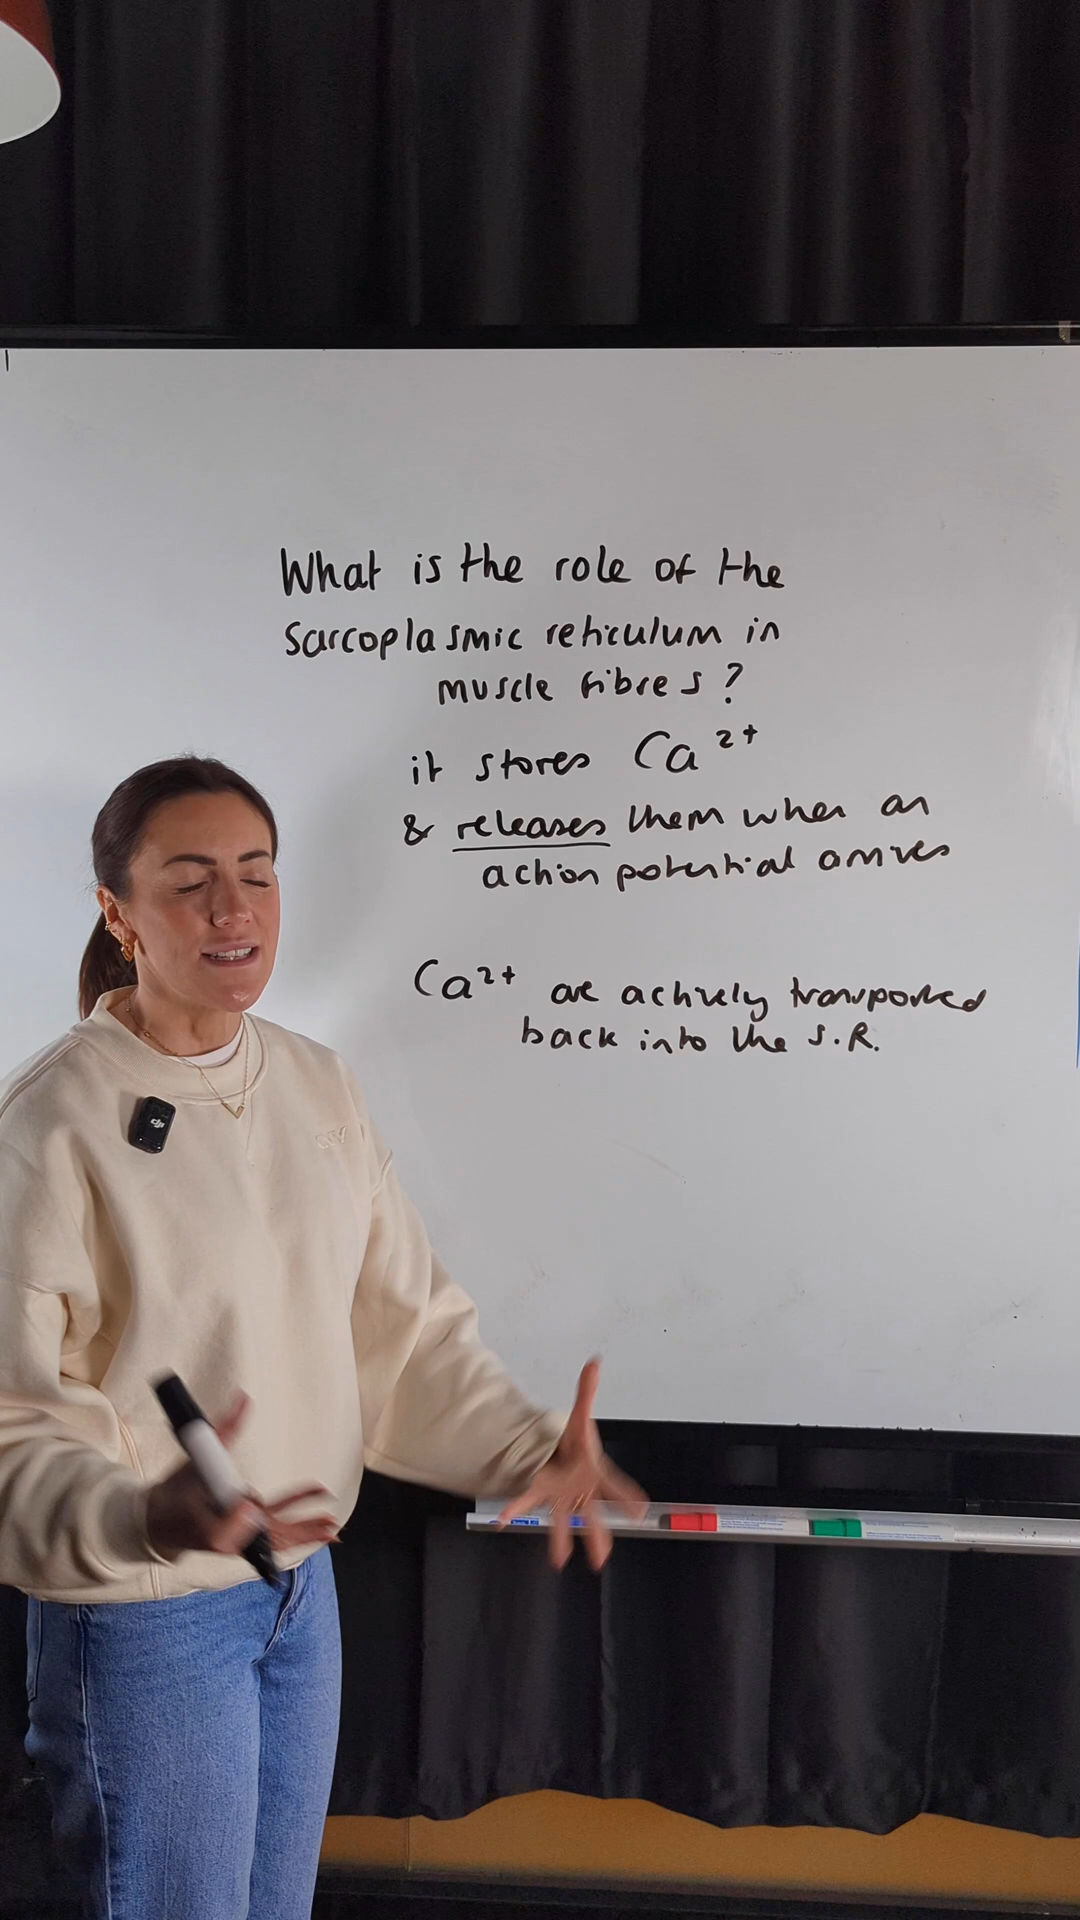 What is the role of the
Sarcoplasmic reticulum in
muscle fibres?
it stores Ca²⁺
& releases them when an
action potential arrives
Ca²⁺ are actively transported
back into the S.R.
dji